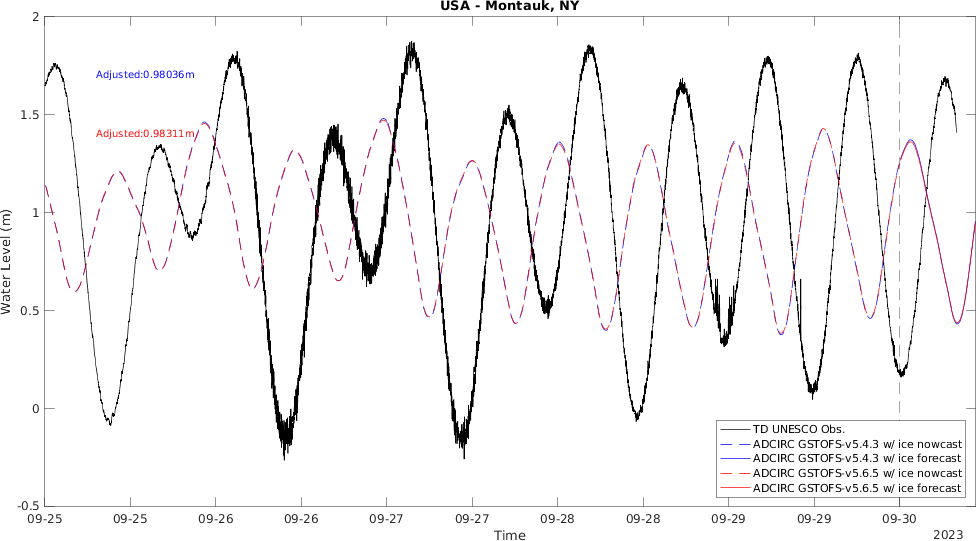 USA - Montauk, NY
2
1.5
1
0.5
0
-0.5
Water Level (m)
Adjusted:0.98036m
Adjusted:0.98311m
TD UNESCO Obs.
ADCIRC GSTOFS-v5.4.3 w/ ice nowcast
ADCIRC GSTOFS-v5.4.3 w/ ice forecast
ADCIRC GSTOFS-v5.6.5 w/ ice nowcast
ADCIRC GSTOFS-v5.6.5 w/ ice forecast
09-25 09-25 09-26 09-26 09-27 09-27 09-28 09-28 09-29 09-29 09-30
Time
2023